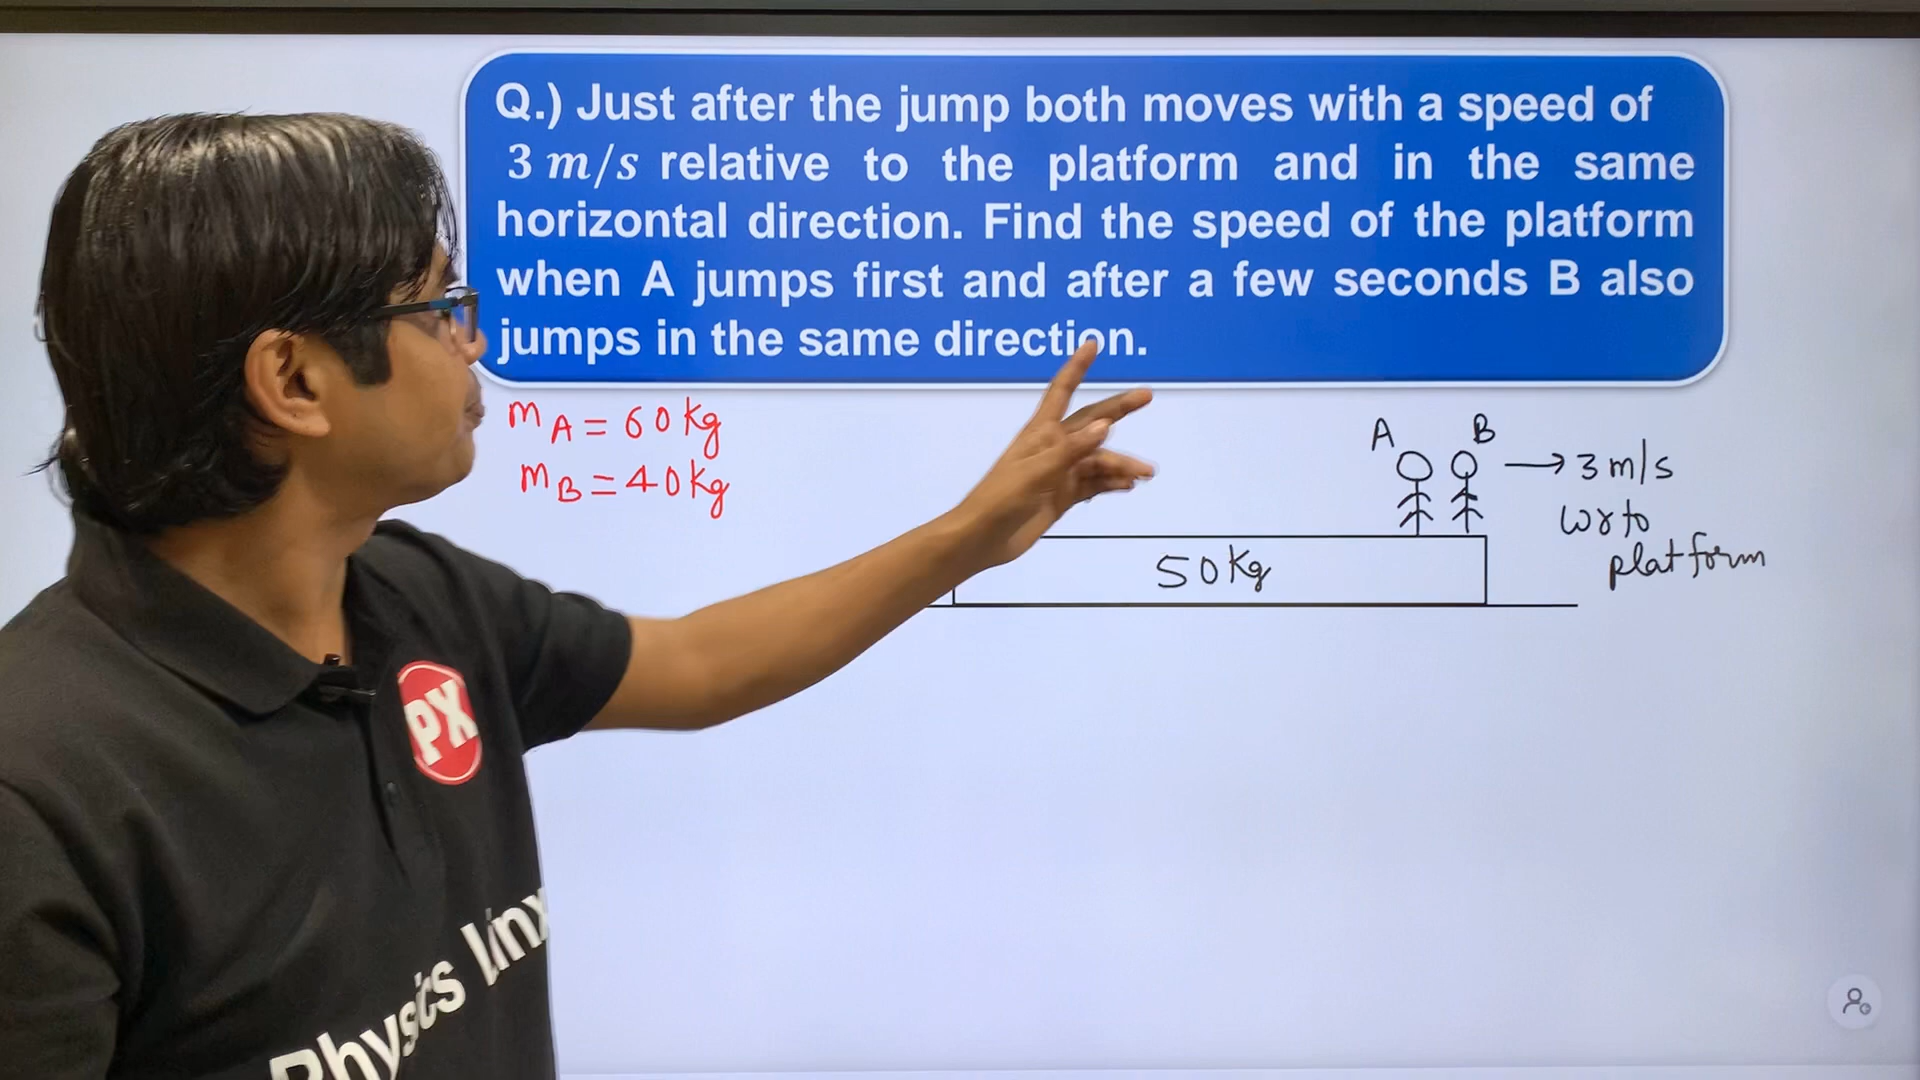 Q.) Just after the jump both moves with a speed of
3 m/s relative to the platform and in the same
horizontal direction. Find the speed of the platform
when A jumps first and after a few seconds B also
jumps in the same direction.
mA = 60 kg
mB = 40 kg
A B
→ 3 m/s
wrto
platform
50 kg
PX
Physics linx